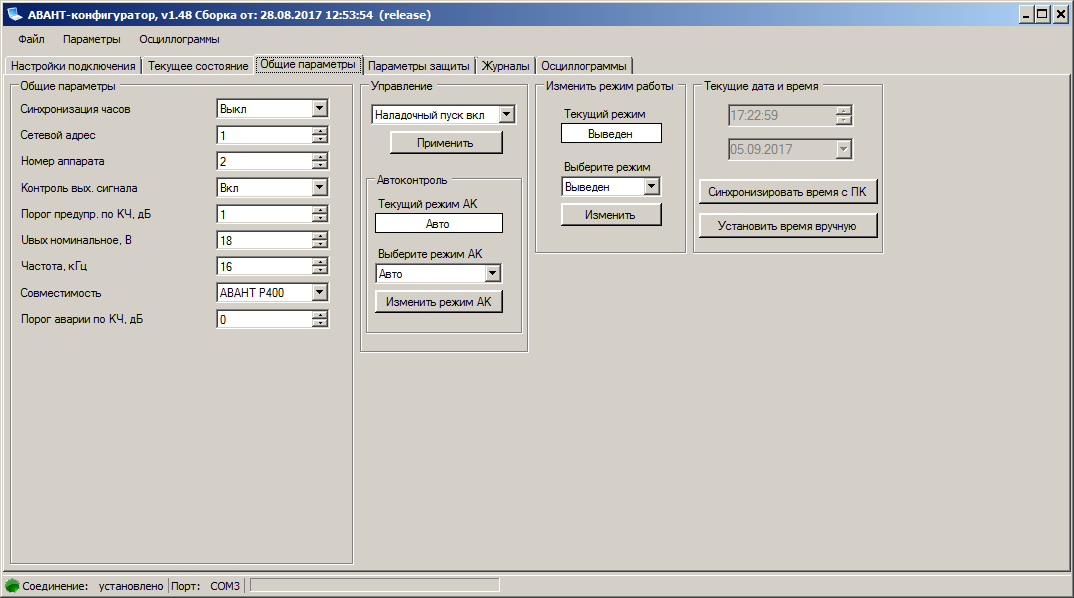 АВАНТ-конфигуратор, v1.48 Сборка от: 28.08.2017 12:53:54 (release)
Файл Параметры Осциллограммы
Настройки подключения Текущее состояние Общие параметры Параметры защиты Журналы Осциллограммы
Общие параметры
Синхронизация часов Выкл
Сетевой адрес 1
Номер аппарата 2
Контроль вых. сигнала Вкл
Порог предупр. по КЧ, дБ 1
Uвых номинальное, В 18
Частота, кГц 16
Совместимость АВАНТ Р400
Порог аварии по КЧ, дБ 0
Управление
Наладочный пуск вкл
Применить
Автоконтроль
Текущий режим АК
Авто
Выберите режим АК
Авто
Изменить режим АК
Изменить режим работы
Текущий режим
Выведен
Выберите режим
Выведен
Изменить
Текущие дата и время
17:22:59
05.09.2017
Синхронизировать время с ПК
Установить время вручную
Соединение: установлено Порт: COM3